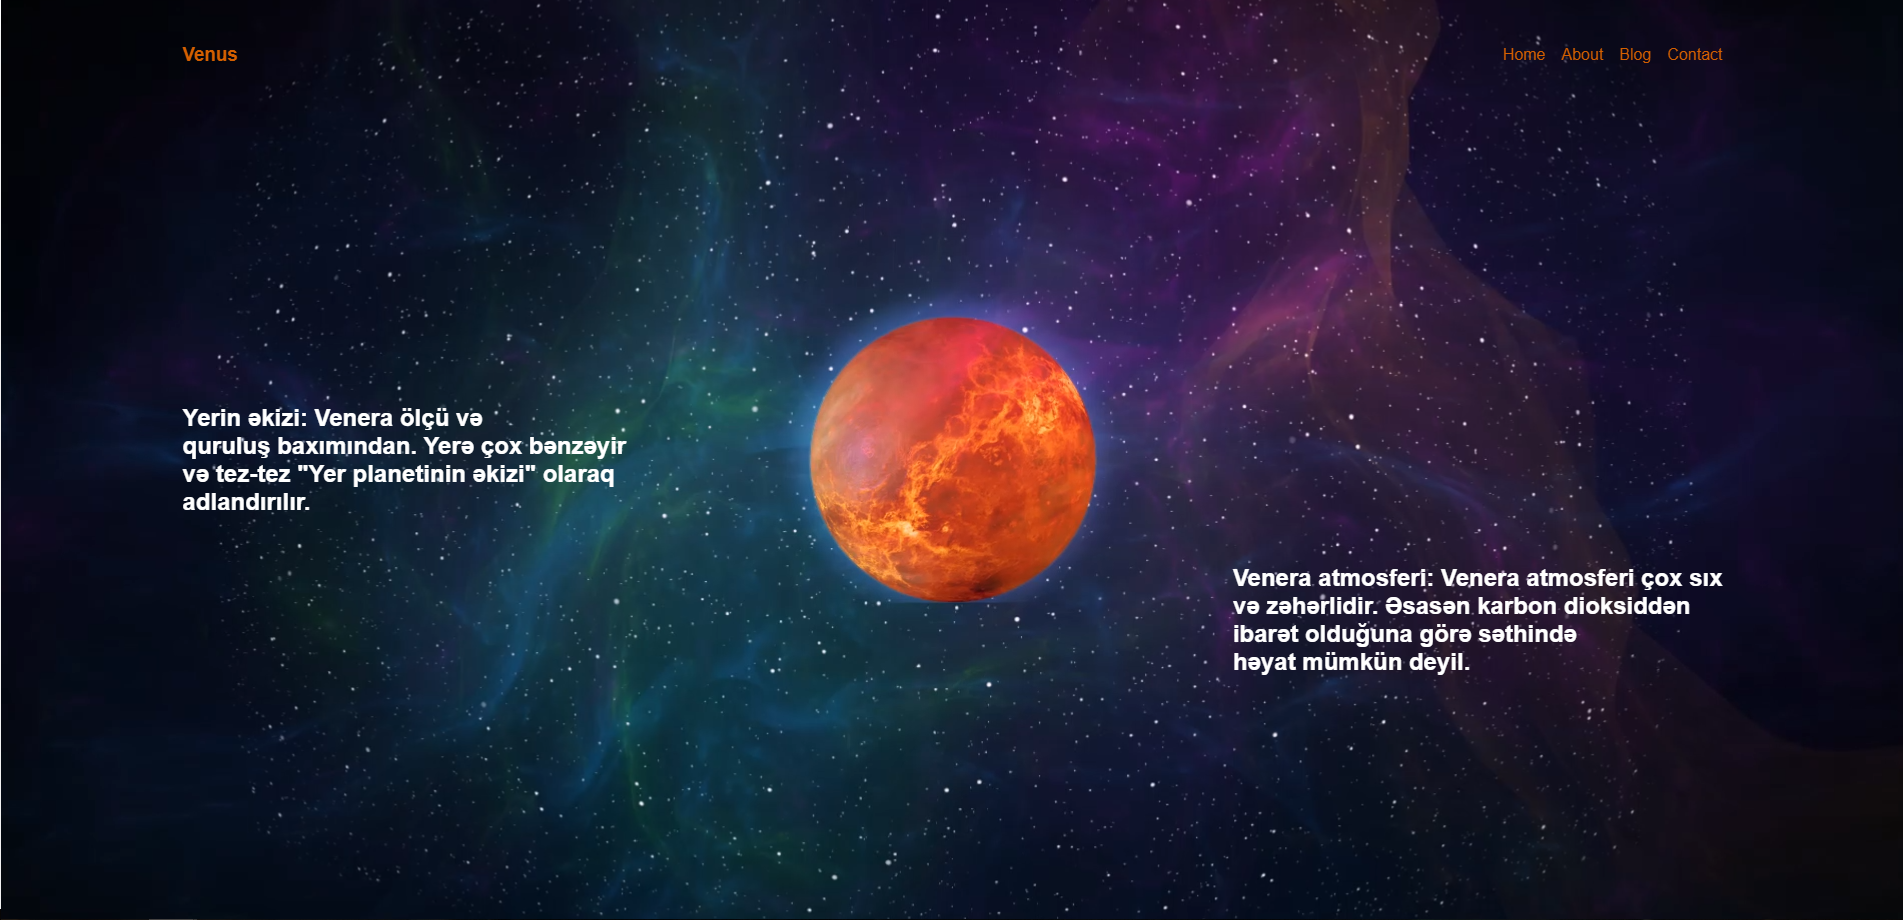 Venus
Home About Blog Contact
Yerin əkizi: Venera ölçü və
quruluş baxımından. Yerə çox bənzəyir
və tez-tez "Yer planetinin əkizi" olaraq
adlandırılır.
Venera atmosferi: Venera atmosferi çox sıx
və zəhərlidir. Əsasən karbon dioksiddən
ibarət olduğuna görə səthində
həyat mümkün deyil.